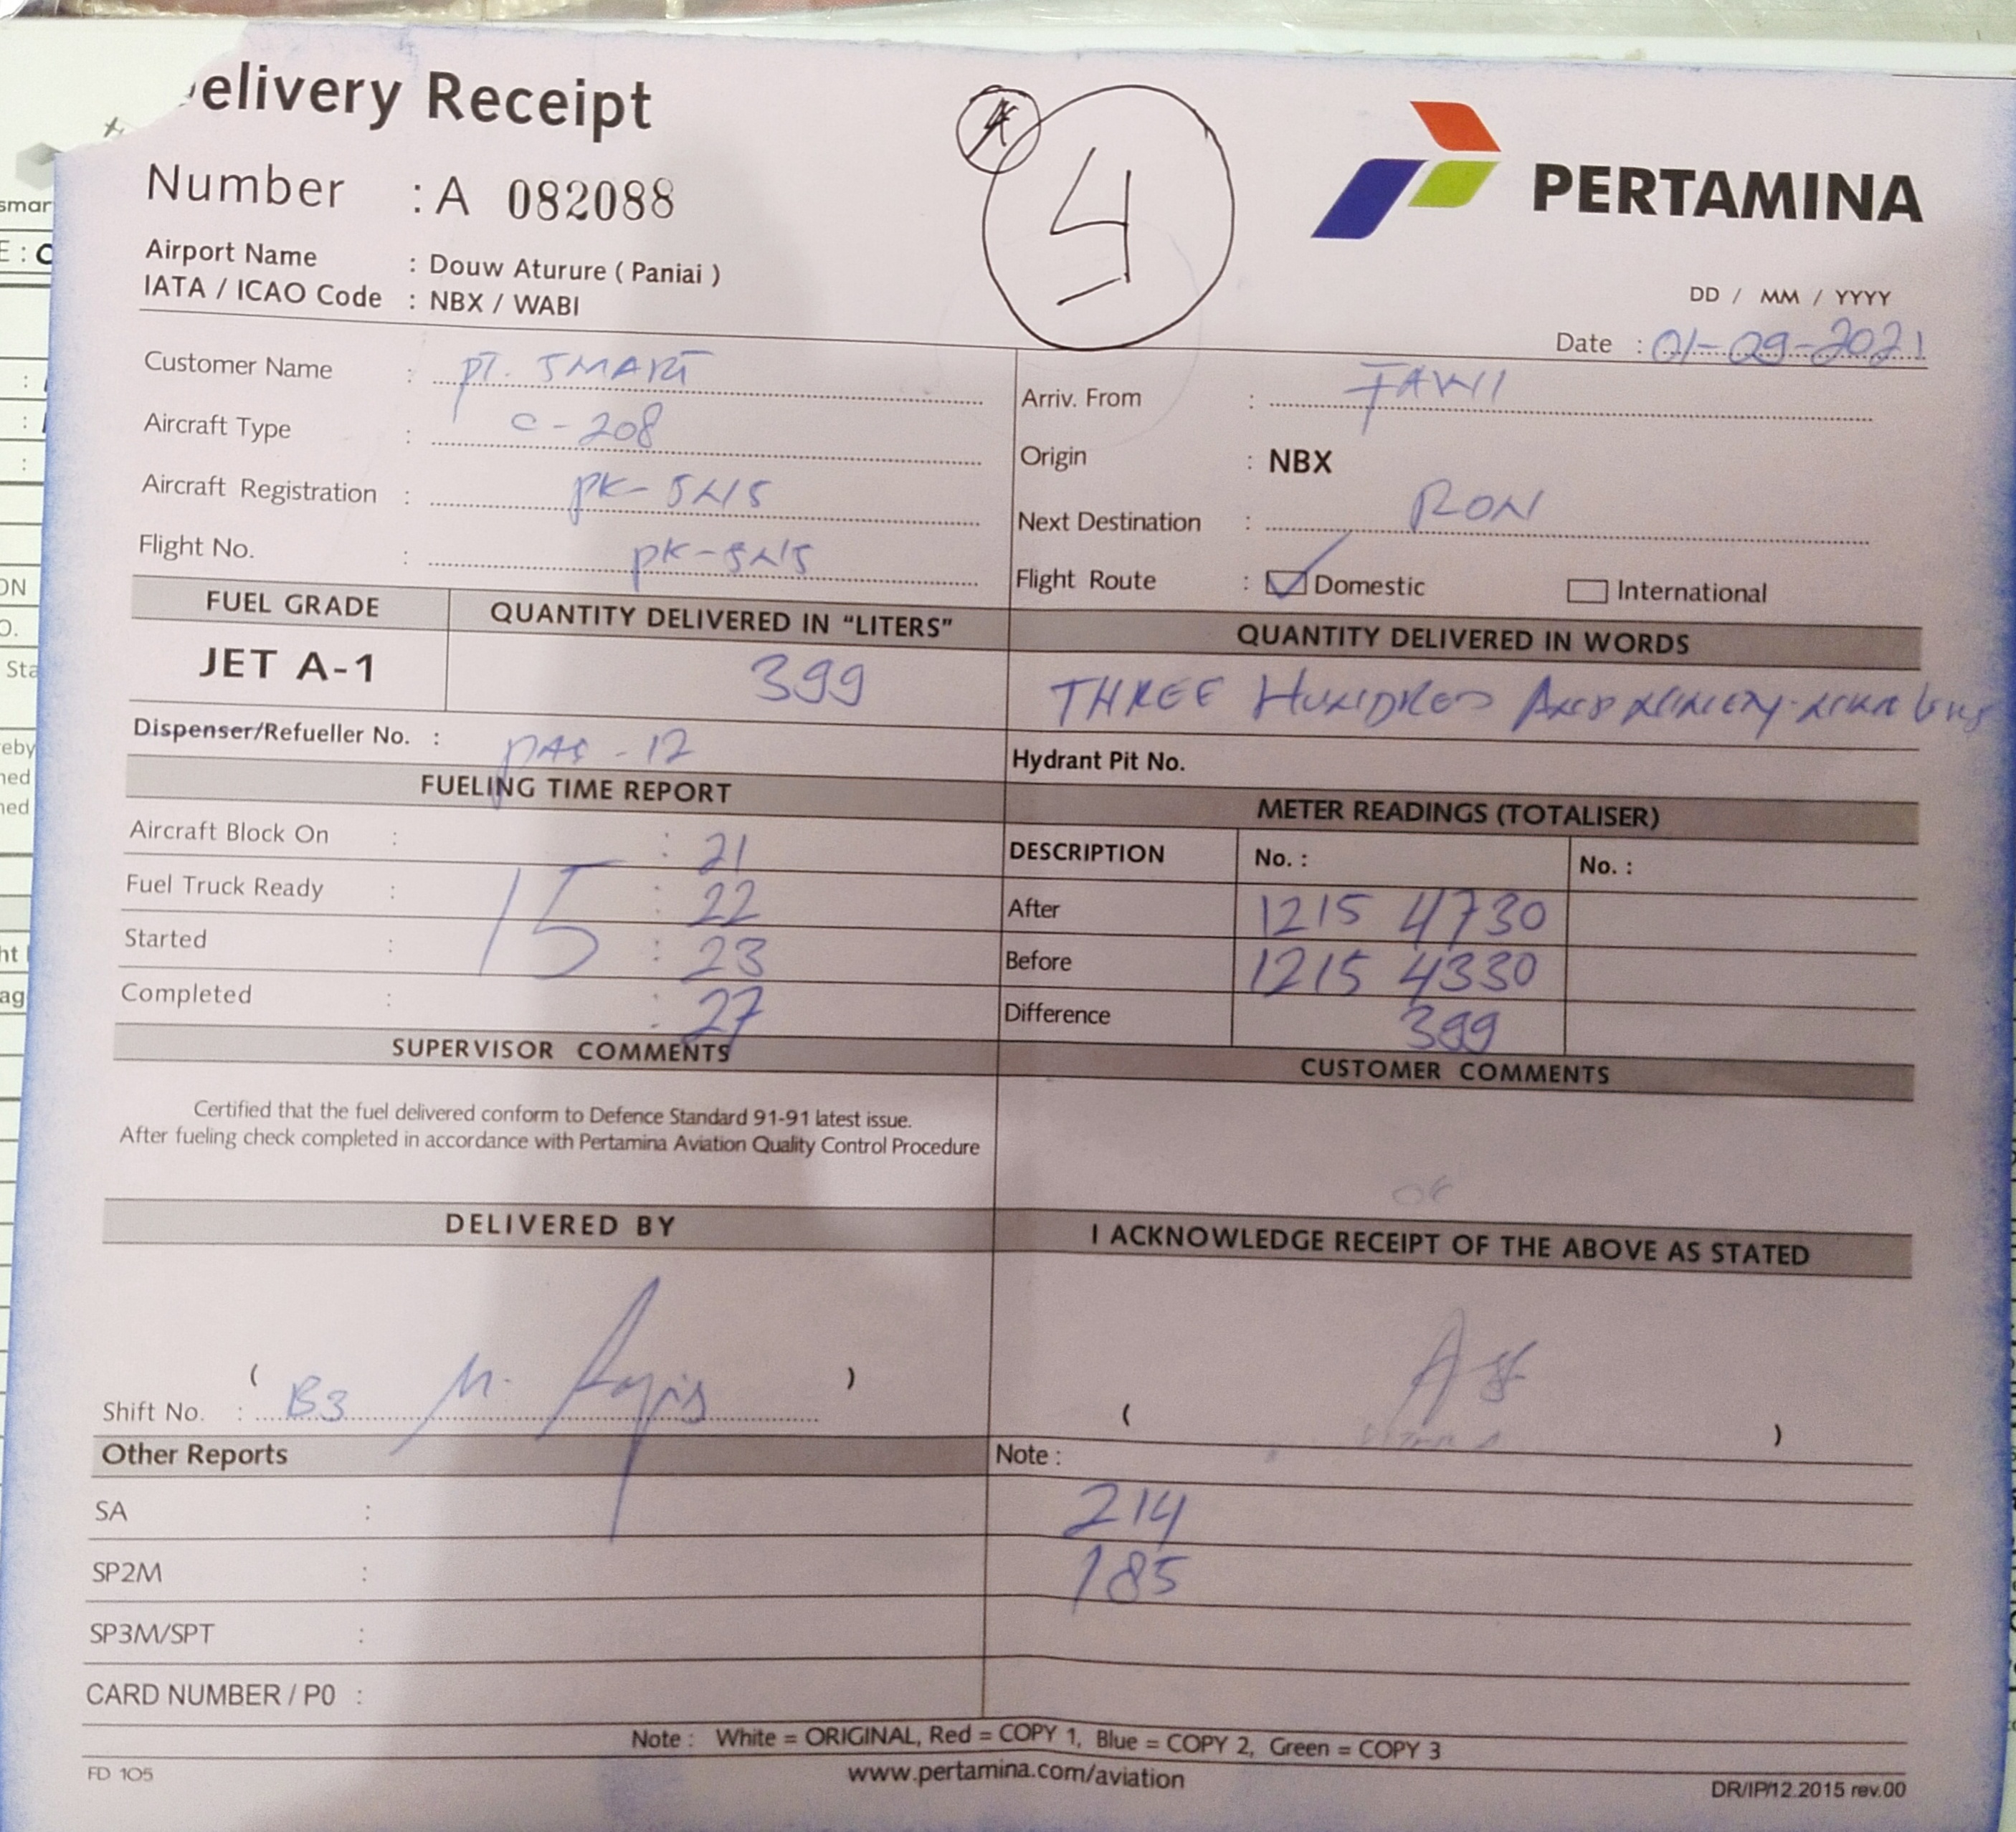 elivery Receipt
4
PERTAMINA
Number : A 082088
Airport Name : Douw Aturure ( Paniai )
IATA / ICAO Code : NBX / WABI
DD / MM / YYYY
Date : 01-09-2021
Customer Name : PT. SMART
Arriv. From :
Aircraft Type : C-208
Origin : NBX
Aircraft Registration : PK-SNS
Next Destination : RON
Flight No. : PK-SNS
Flight Route : Domestic International
FUEL GRADE QUANTITY DELIVERED IN “LITERS” QUANTITY DELIVERED IN WORDS
JET A-1 399 THREE HUNDRED AND NINETY-NINE
Dispenser/Refueller No. : -12
Hydrant Pit No.
FUELING TIME REPORT METER READINGS (TOTALISER)
Aircraft Block On : : 21
DESCRIPTION No. : No. :
Fuel Truck Ready : 15 : 22
After 1215 4730
Started : : 23
Before 1215 4330
Completed : : 27
Difference 399
SUPERVISOR COMMENTS CUSTOMER COMMENTS
Certified that the fuel delivered conform to Defence Standard 91-91 latest issue.
After fueling check completed in accordance with Pertamina Aviation Quality Control Procedure
DELIVERED BY I ACKNOWLEDGE RECEIPT OF THE ABOVE AS STATED
( )
Shift No. : B3 M.
( )
Other Reports Note :
SA : 214
SP2M : 185
SP3M/SPT :
CARD NUMBER / P0 :
Note : White = ORIGINAL, Red = COPY 1, Blue = COPY 2, Green = COPY 3
FD 105 www.pertamina.com/aviation DR/IP/12.2015 rev.00